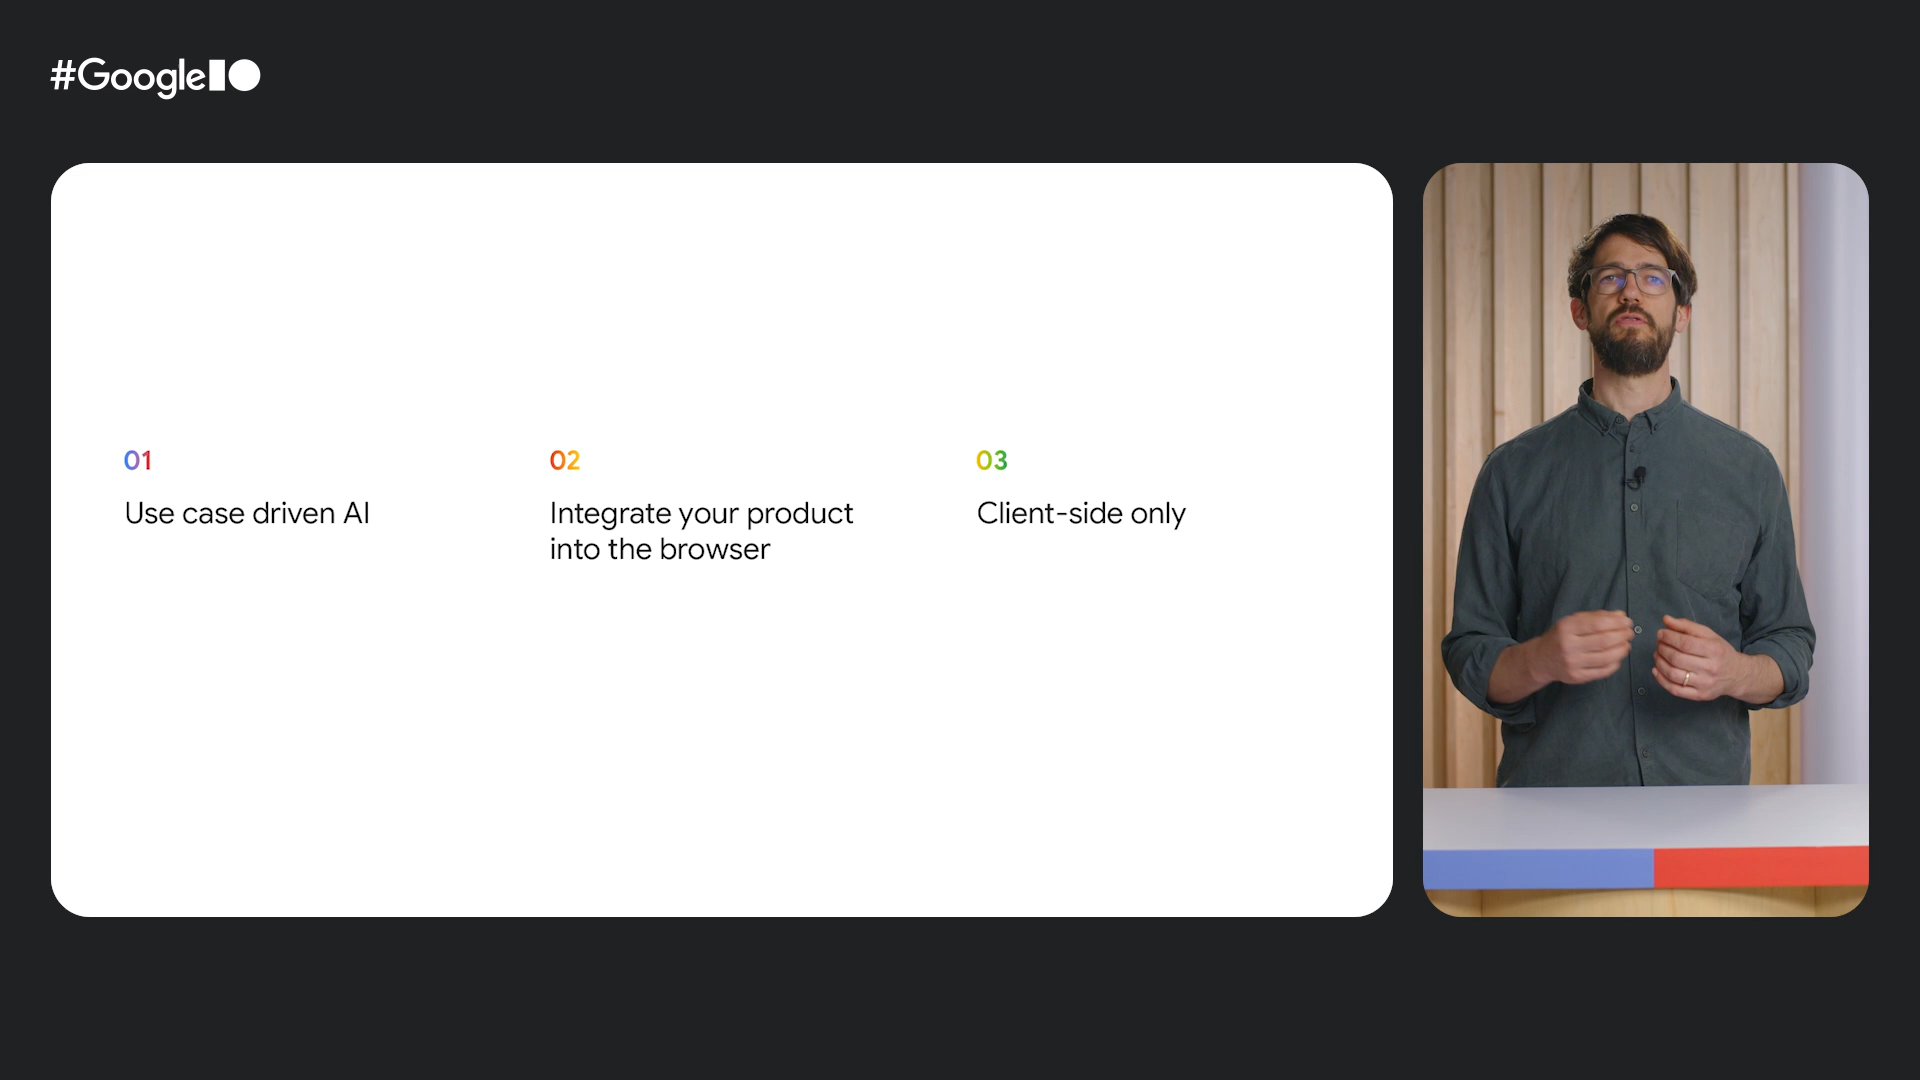 #GoogleIO
01
Use case driven AI
02
Integrate your product
into the browser
03
Client-side only